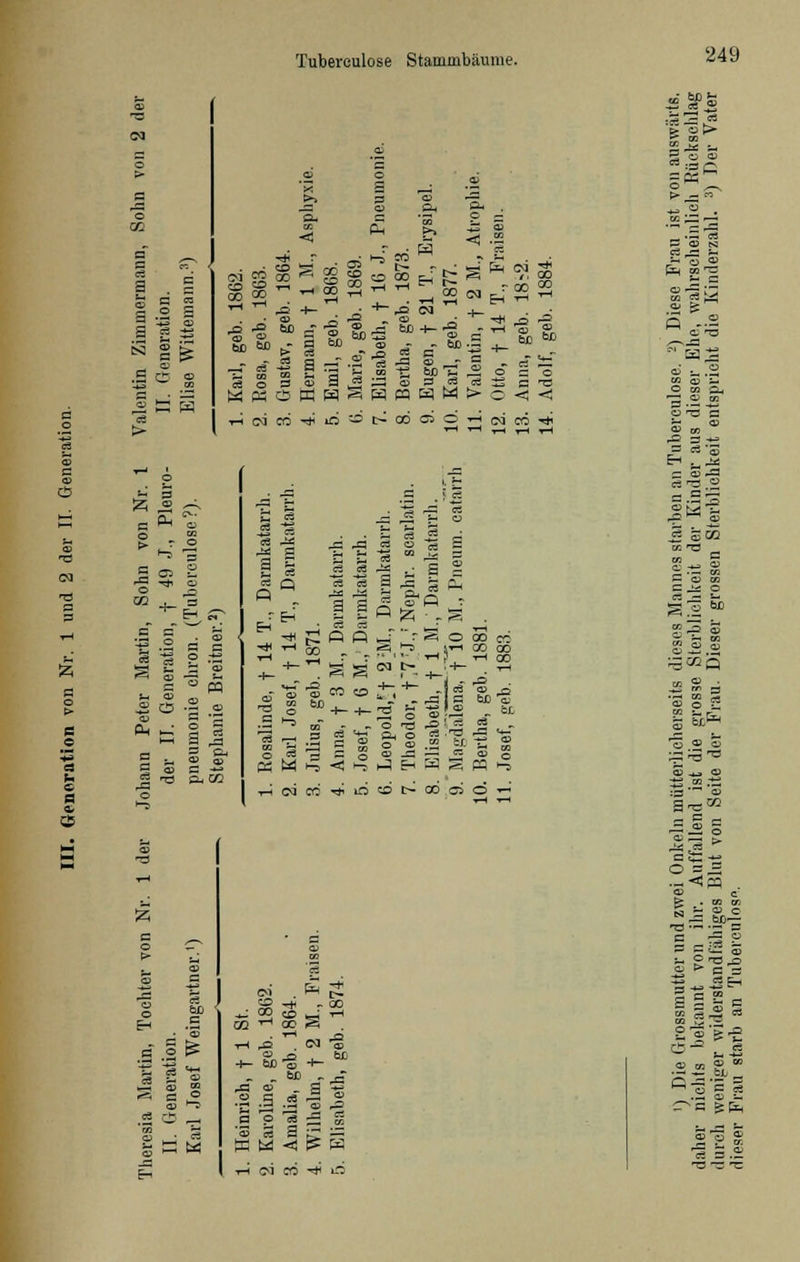 Tuberculose Stammbäume.
249
III. Generation von Nr. 1 und 2 der II. Generation.
Theresia Martin, Tochter von Nr. 1 der
II. Generation.
Karl Josef Weingartner.¹)
1. Heinrich, † 1 St.
2. Karoline, geb. 1862.
3. Amalia, geb. 1864.
4. Wilhelm, † 2 M., Fraisen.
5. Elisabeth, geb. 1874.
Johann Peter Martin, Sohn von Nr. 1
der II. Generation, † 49 J., Pleuro-
pneumonie chron. (Tuberculose?).
Stephanie Breitner.²)
1. Rosalinde, † 14 T., Darmkatarrh.
2. Karl Josef, † 14 T., Darmkatarrh.
3. Julius, geb. 1871.
4. Anna, † 3 M., Darmkatarrh.
5. Josef, † 6 M., Darmkatarrh.
6. Leopold, † 2 M., Darmkatarrh.
7. Theodor, † 7 J., Nephr. scarlatin.
8. Elisabeth, † 1 M., Darmkatarrh.
9. Magdalena, † 10 M., Pneum. catarrh
10. Bertha, geb. 1881.
11. Josef, geb. 1883.
Valentin Zimmermann, Sohn von 2 der
II. Generation.
Elise Wittemann.³)
1. Karl, geb. 1862.
2. Rosa, geb. 1863.
3. Gustav, geb. 1864.
4. Hermann, † 1 M., Asphyxie.
5. Emil, geb. 1868.
6. Marie, geb. 1869.
7. Elisabeth, † 16 J., Pneumonie.
8. Bertha, geb. 1873.
9. Eugen, † 21 T., Erysipel.
10. Karl, geb. 1877.
11. Valentin, † 2 M., Atrophie.
12. Otto, † 14 T., Fraisen.
13. Anna, geb. 1882.
14. Adolf, geb. 1884.
¹) Die Grossmutter und zwei Onkeln mütterlicherseits dieses Mannes starben an Tuberculose. ²) Diese Frau ist von auswärts,
daher nichts bekannt von ihr. Auffallend ist die grosse Sterblichkeit der Kinder aus dieser Ehe, wahrscheinlich Rückschlag
durch weniger widerstandfähiges Blut von Seite der Frau. Dieser grossen Sterblichkeit entspricht die Kinderzahl. ³) Der Vater
dieser Frau starb an Tuberculose.